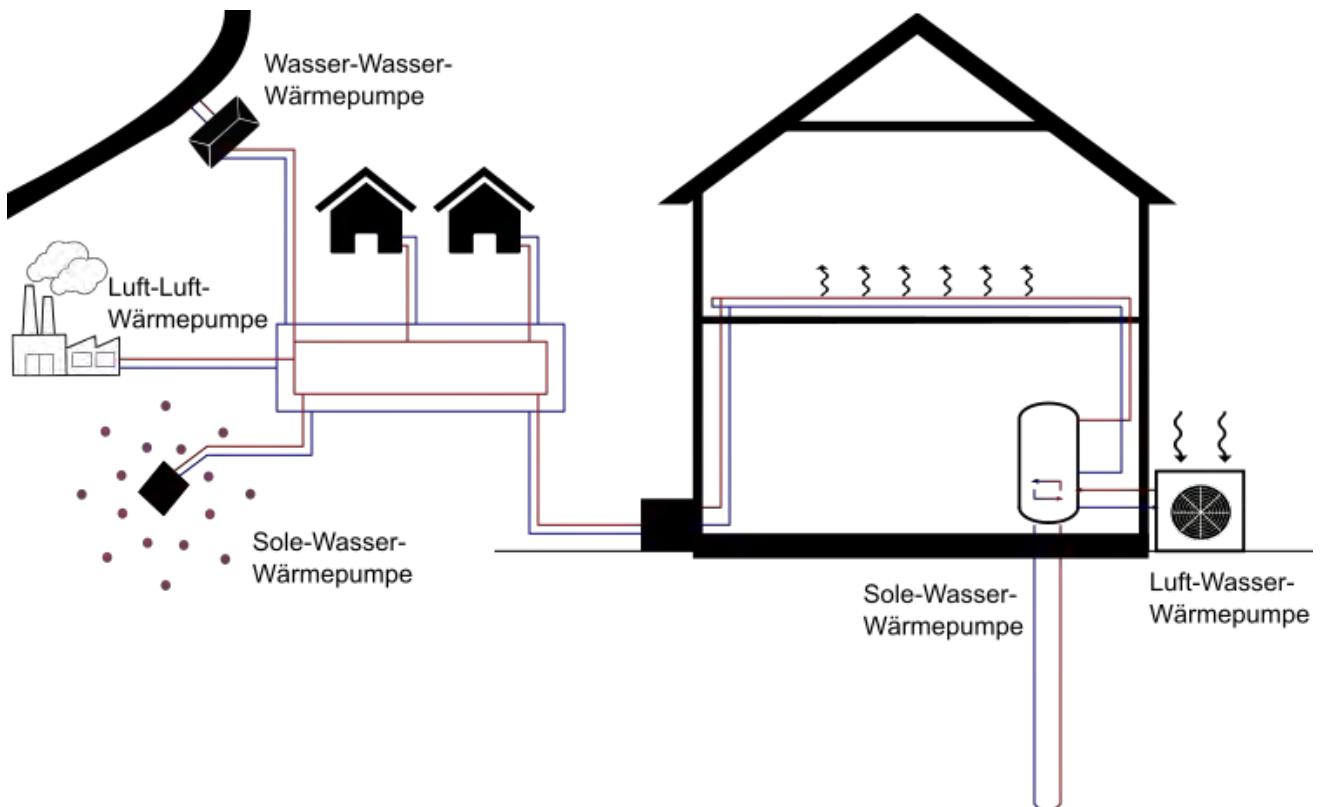 Wasser-Wasser-
Wärmepumpe
Luft-Luft-
Wärmepumpe
Sole-Wasser-
Wärmepumpe
Sole-Wasser-
Wärmepumpe
Luft-Wasser-
Wärmepumpe